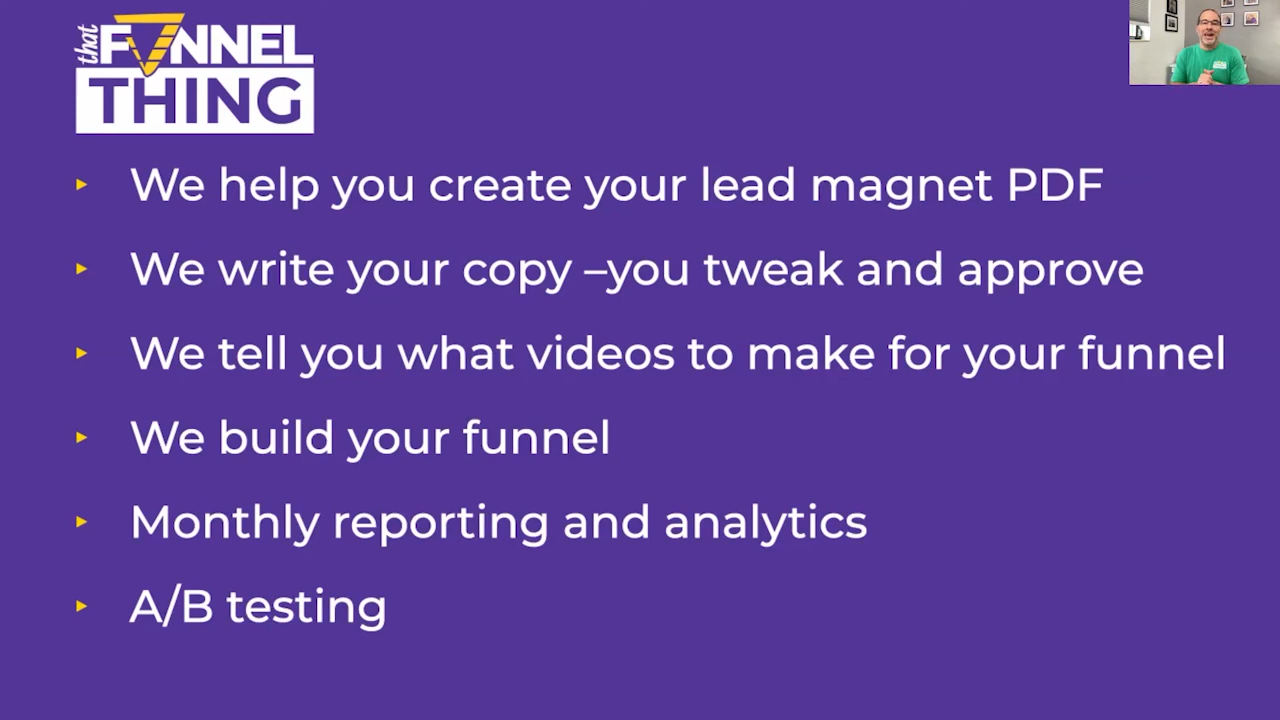 that
FUNNEL
THING
We help you create your lead magnet PDF
We write your copy –you tweak and approve
We tell you what videos to make for your funnel
We build your funnel
Monthly reporting and analytics
A/B testing